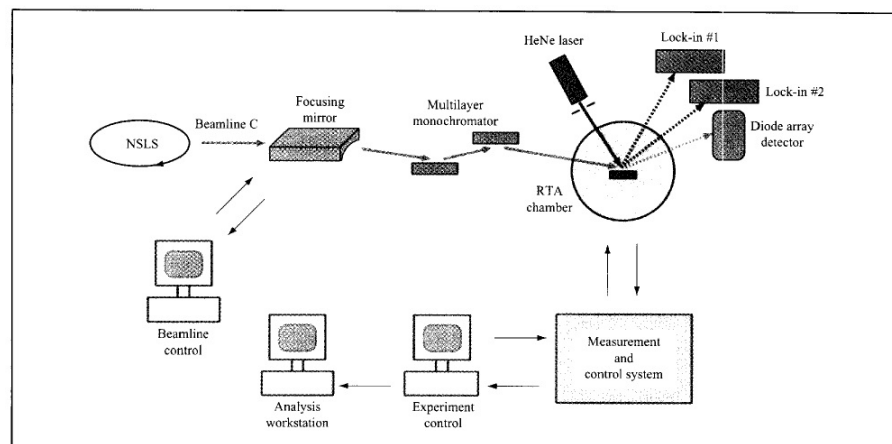 HeNe laser
Lock-in #1
Lock-in #2
Diode array
detector
Focusing
mirror
Multilayer
monochromator
Beamline C
NSLS
RTA
chamber
Beamline
control
Analysis
workstation
Experiment
control
Measurement
and
control system